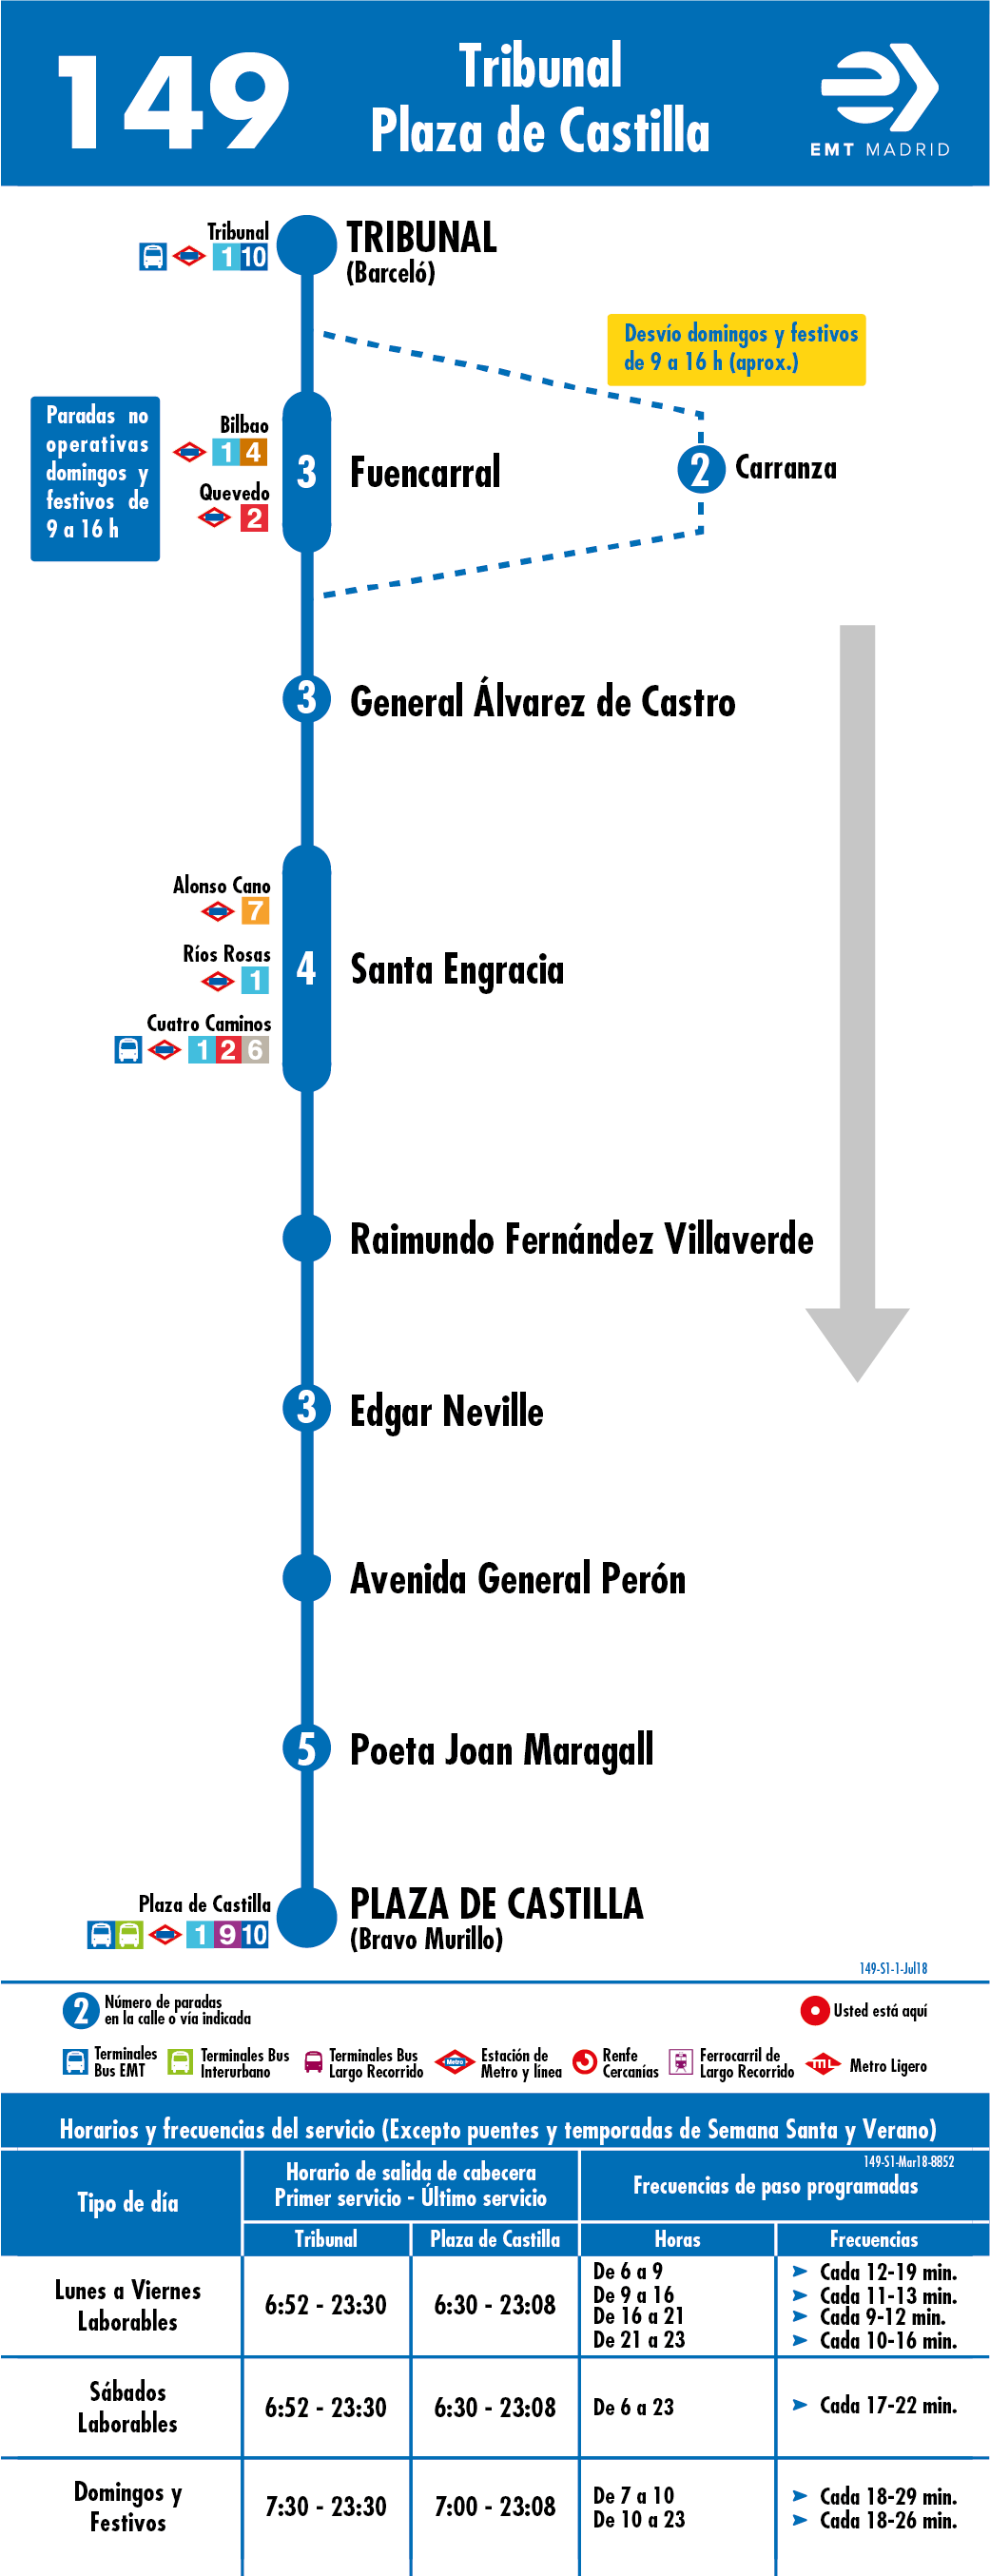 149
Tribunal
Plaza de Castilla
EMT MADRID
Tribunal
1 10
TRIBUNAL
(Barceló)
Desvío domingos y festivos
de 9 a 16 h (aprox.)
Paradas no
operativas
domingos y
festivos de
9 a 16 h
Bilbao
1 4
Quevedo
2
3
Fuencarral
2
Carranza
3
General Álvarez de Castro
Alonso Cano
7
Ríos Rosas
1
Cuatro Caminos
1 2 6
4
Santa Engracia
Raimundo Fernández Villaverde
3
Edgar Neville
Avenida General Perón
5
Poeta Joan Maragall
Plaza de Castilla
1 9 10
PLAZA DE CASTILLA
(Bravo Murillo)
149-S1-1-Jul18
2
Número de paradas
en la calle o vía indicada
Usted está aquí
Terminales
Bus EMT
Terminales Bus
Interurbano
Terminales Bus
Largo Recorrido
Metro
Estación de
Metro y línea
Renfe
Cercanías
Ferrocarril de
Largo Recorrido
ML
Metro Ligero
Horarios y frecuencias del servicio (Excepto puentes y temporadas de Semana Santa y Verano)
149-S1-Mar18-8852
Tipo de día
Horario de salida de cabecera
Primer servicio - Último servicio
Frecuencias de paso programadas
Tribunal
Plaza de Castilla
Horas
Frecuencias
Lunes a Viernes
Laborables
6:52 - 23:30
6:30 - 23:08
De 6 a 9
Cada 12-19 min.
De 9 a 16
Cada 11-13 min.
De 16 a 21
Cada 9-12 min.
De 21 a 23
Cada 10-16 min.
Sábados
Laborables
6:52 - 23:30
6:30 - 23:08
De 6 a 23
Cada 17-22 min.
Domingos y
Festivos
7:30 - 23:30
7:00 - 23:08
De 7 a 10
Cada 18-29 min.
De 10 a 23
Cada 18-26 min.